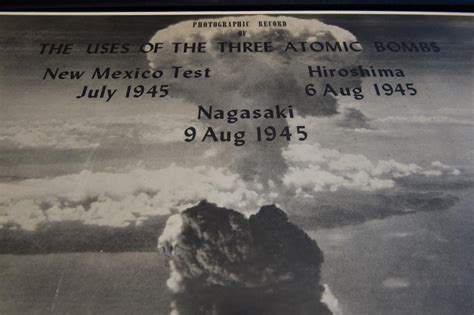 PHOTOGRAPHIC RECORD
OF
THE USES OF THE THREE ATOMIC BOMBS
New Mexico Test
July 1945
Hiroshima
6 Aug 1945
Nagasaki
9 Aug 1945